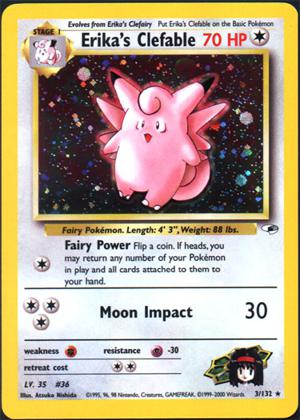 Evolves from Erika's Clefairy Put Erika's Clefable on the Basic Pokémon
STAGE 1
Erika's Clefable 70 HP
Fairy Pokémon. Length: 4' 3", Weight: 88 lbs.
Fairy Power Flip a coin. If heads, you
may return any number of your Pokémon
in play and all cards attached to them to
your hand.
Moon Impact 30
weakness resistance -30
retreat cost
LV. 35 #36
Illus. Atsuko Nishida ©1995, 96, 98 Nintendo, Creatures, GAMEFREAK. ©1999-2000 Wizards. 3/132 ★